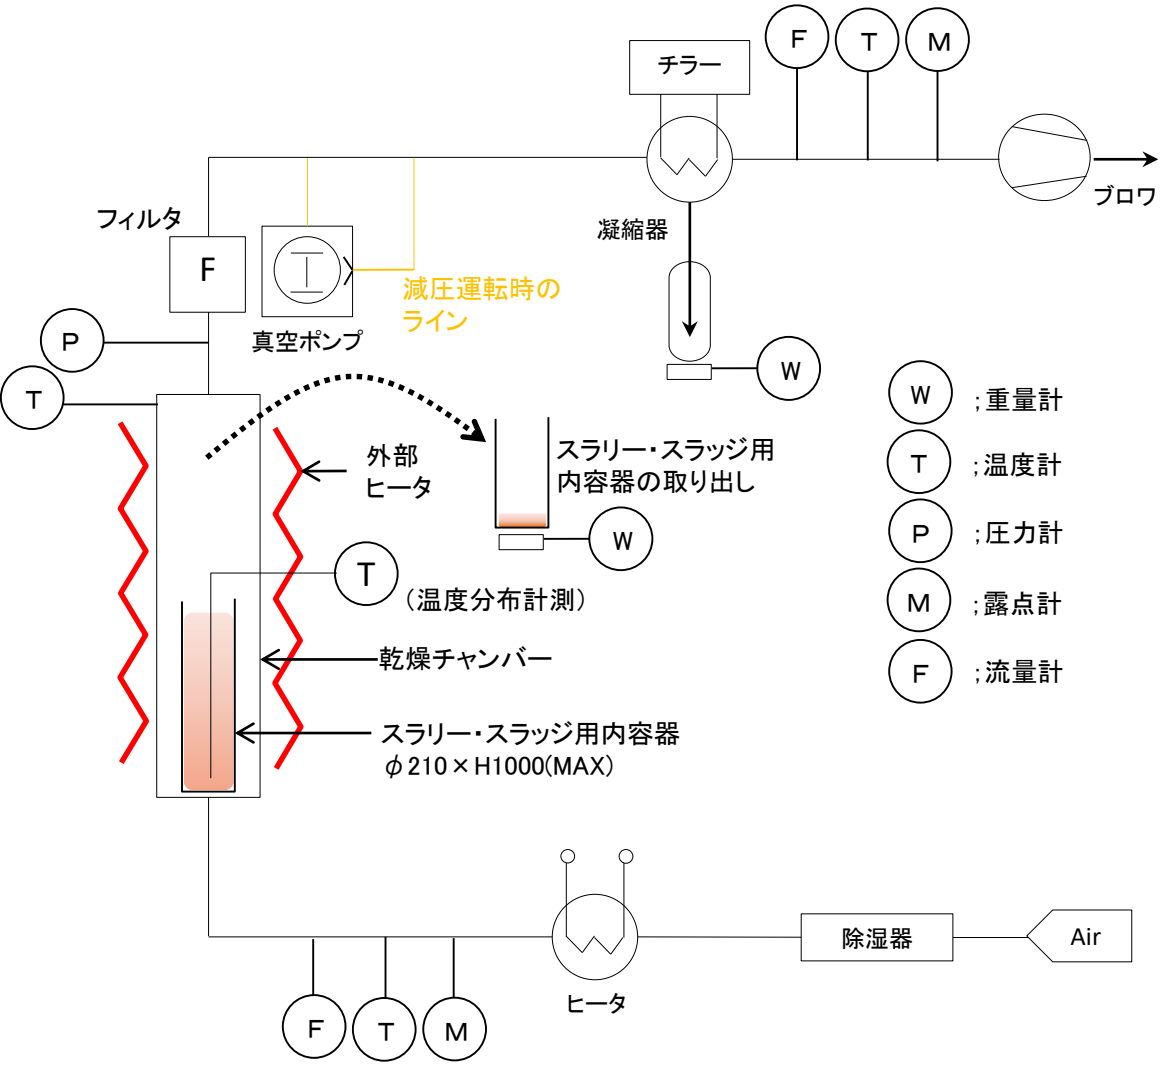 F
T
M
チラー
ブロワ
フィルタ
F
凝縮器
減圧運転時の
ライン
真空ポンプ
P
T
W
W
;重量計
T
;温度計
P
;圧力計
M
;露点計
F
;流量計
外部
ヒータ
スラリー・スラッジ用
内容器の取り出し
W
T
(温度分布計測)
乾燥チャンバー
スラリー・スラッジ用内容器
φ210×H1000(MAX)
除湿器
Air
ヒータ
F
T
M